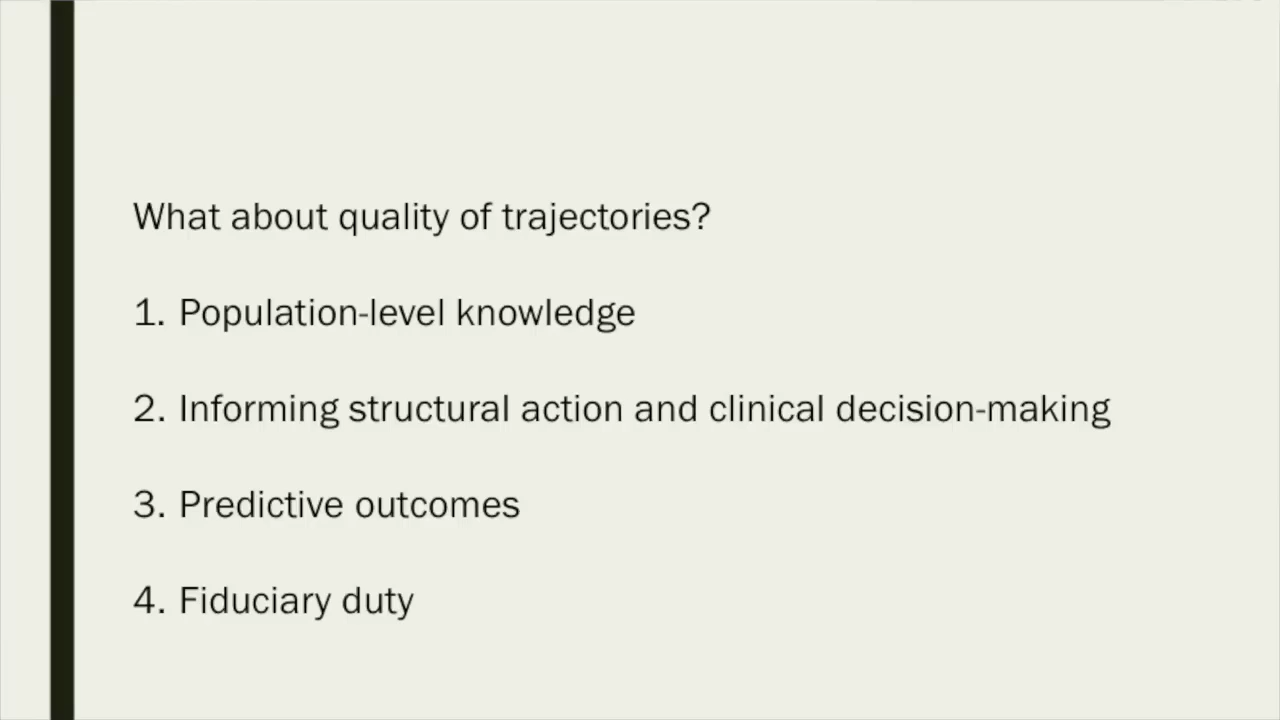 What about quality of trajectories?
1. Population-level knowledge
2. Informing structural action and clinical decision-making
3. Predictive outcomes
4. Fiduciary duty